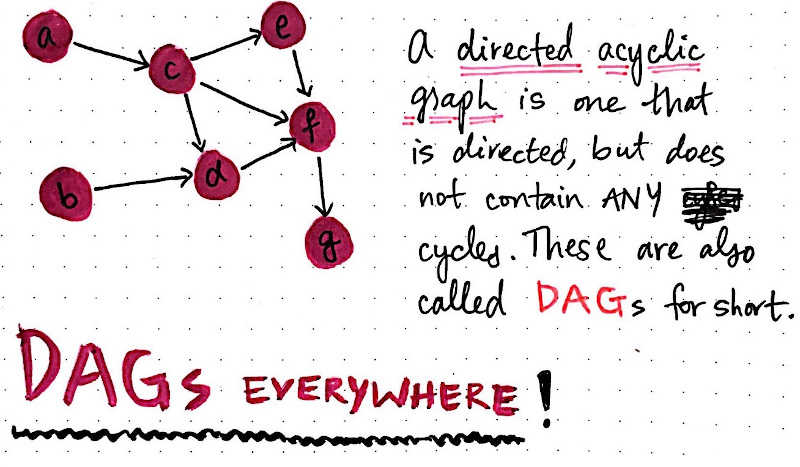 a
e
c
f
b
d
g
A directed acyclic
graph is one that
is directed, but does
not contain ANY
cycles. These are also
called DAGs for short.
DAGs EVERYWHERE!